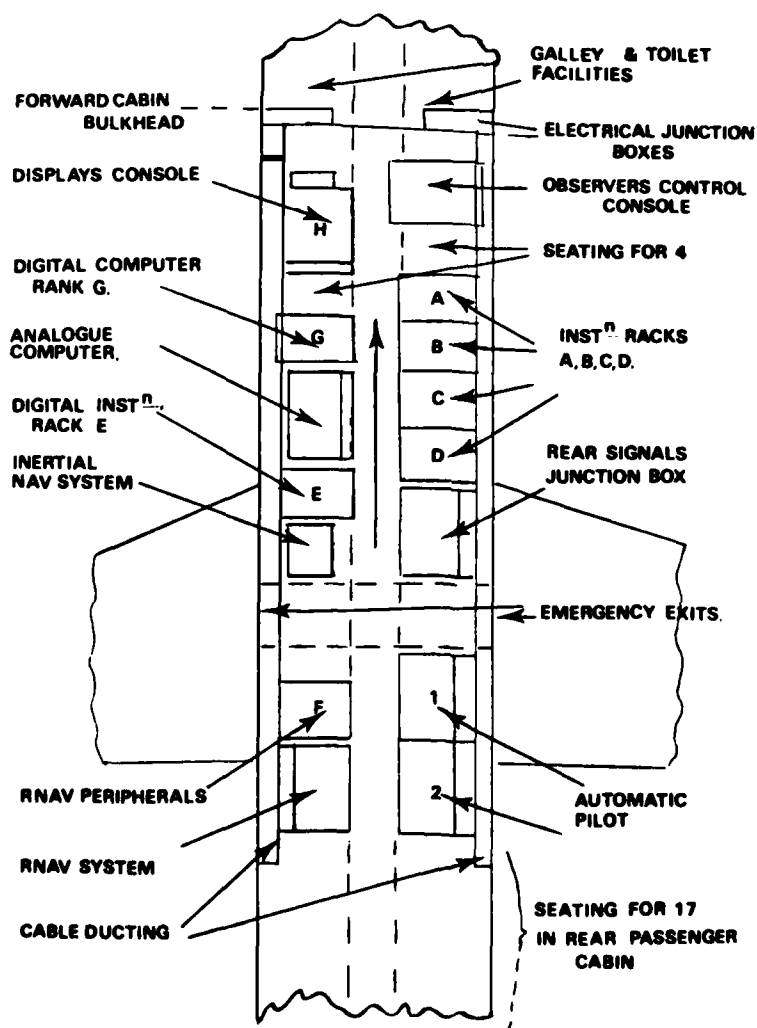 GALLEY & TOILET
FACILITIES
FORWARD CABIN
BULKHEAD
ELECTRICAL JUNCTION
BOXES
DISPLAYS CONSOLE
OBSERVERS CONTROL
CONSOLE
H
SEATING FOR 4
DIGITAL COMPUTER
RANK G.
A
G
B
INSTⁿ RACKS
A,B,C,D.
ANALOGUE
COMPUTER.
C
DIGITAL INSTⁿ.
RACK E
D
REAR SIGNALS
JUNCTION BOX
INERTIAL
NAV SYSTEM
E
EMERGENCY EXITS.
F
1
RNAV PERIPHERALS
2
AUTOMATIC
PILOT
RNAV SYSTEM
CABLE DUCTING
SEATING FOR 17
IN REAR PASSENGER
CABIN